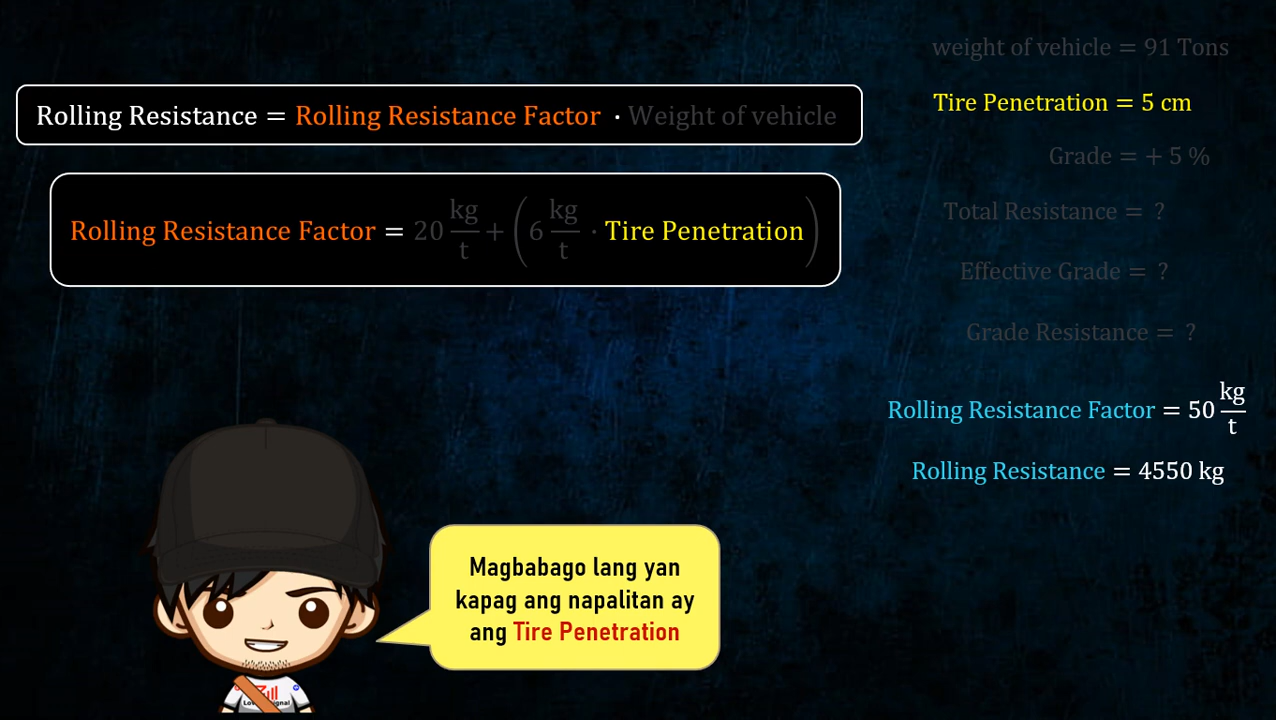 weight of vehicle = 91 Tons
Rolling Resistance = Rolling Resistance Factor · Weight of vehicle
Tire Penetration = 5 cm
Grade = + 5 %
Rolling Resistance Factor = 20 kg/t + (6 kg/t · Tire Penetration)
Total Resistance = ?
Effective Grade = ?
Grade Resistance = ?
Rolling Resistance Factor = 50 kg/t
Rolling Resistance = 4550 kg
Magbabago lang yan
kapag ang napalitan ay
ang Tire Penetration